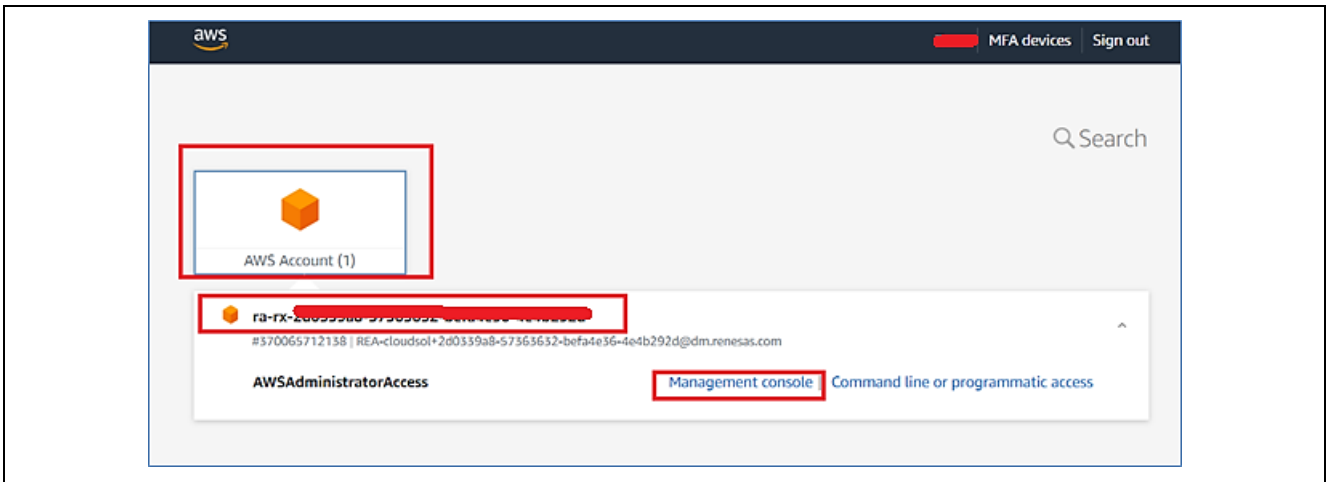 aws
MFA devices Sign out
Search
AWS Account (1)
ra-rx-
#370065712138 | REA-cloudsol+2d0339a8-57363632-befa4e36-4e4b292d@dm.renesas.com
AWSAdministratorAccess Management console | Command line or programmatic access